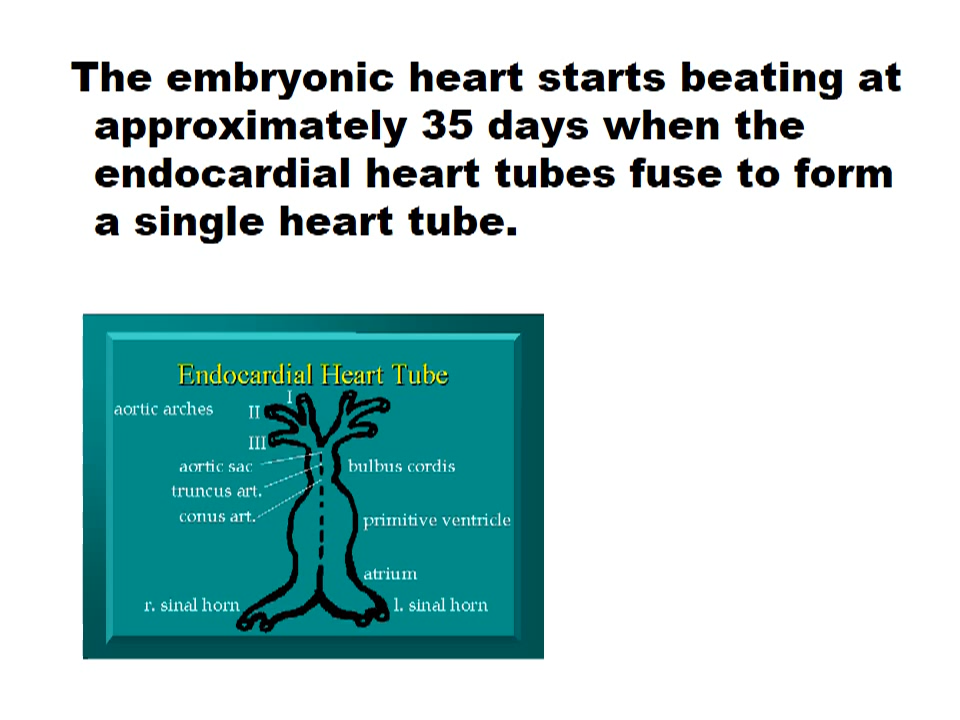 The embryonic heart starts beating at
approximately 35 days when the
endocardial heart tubes fuse to form
a single heart tube.
Endocardial Heart Tube
I
aortic arches II
III
aortic sac bulbus cordis
truncus art.
conus art.
primitive ventricle
atrium
r. sinal horn l. sinal horn